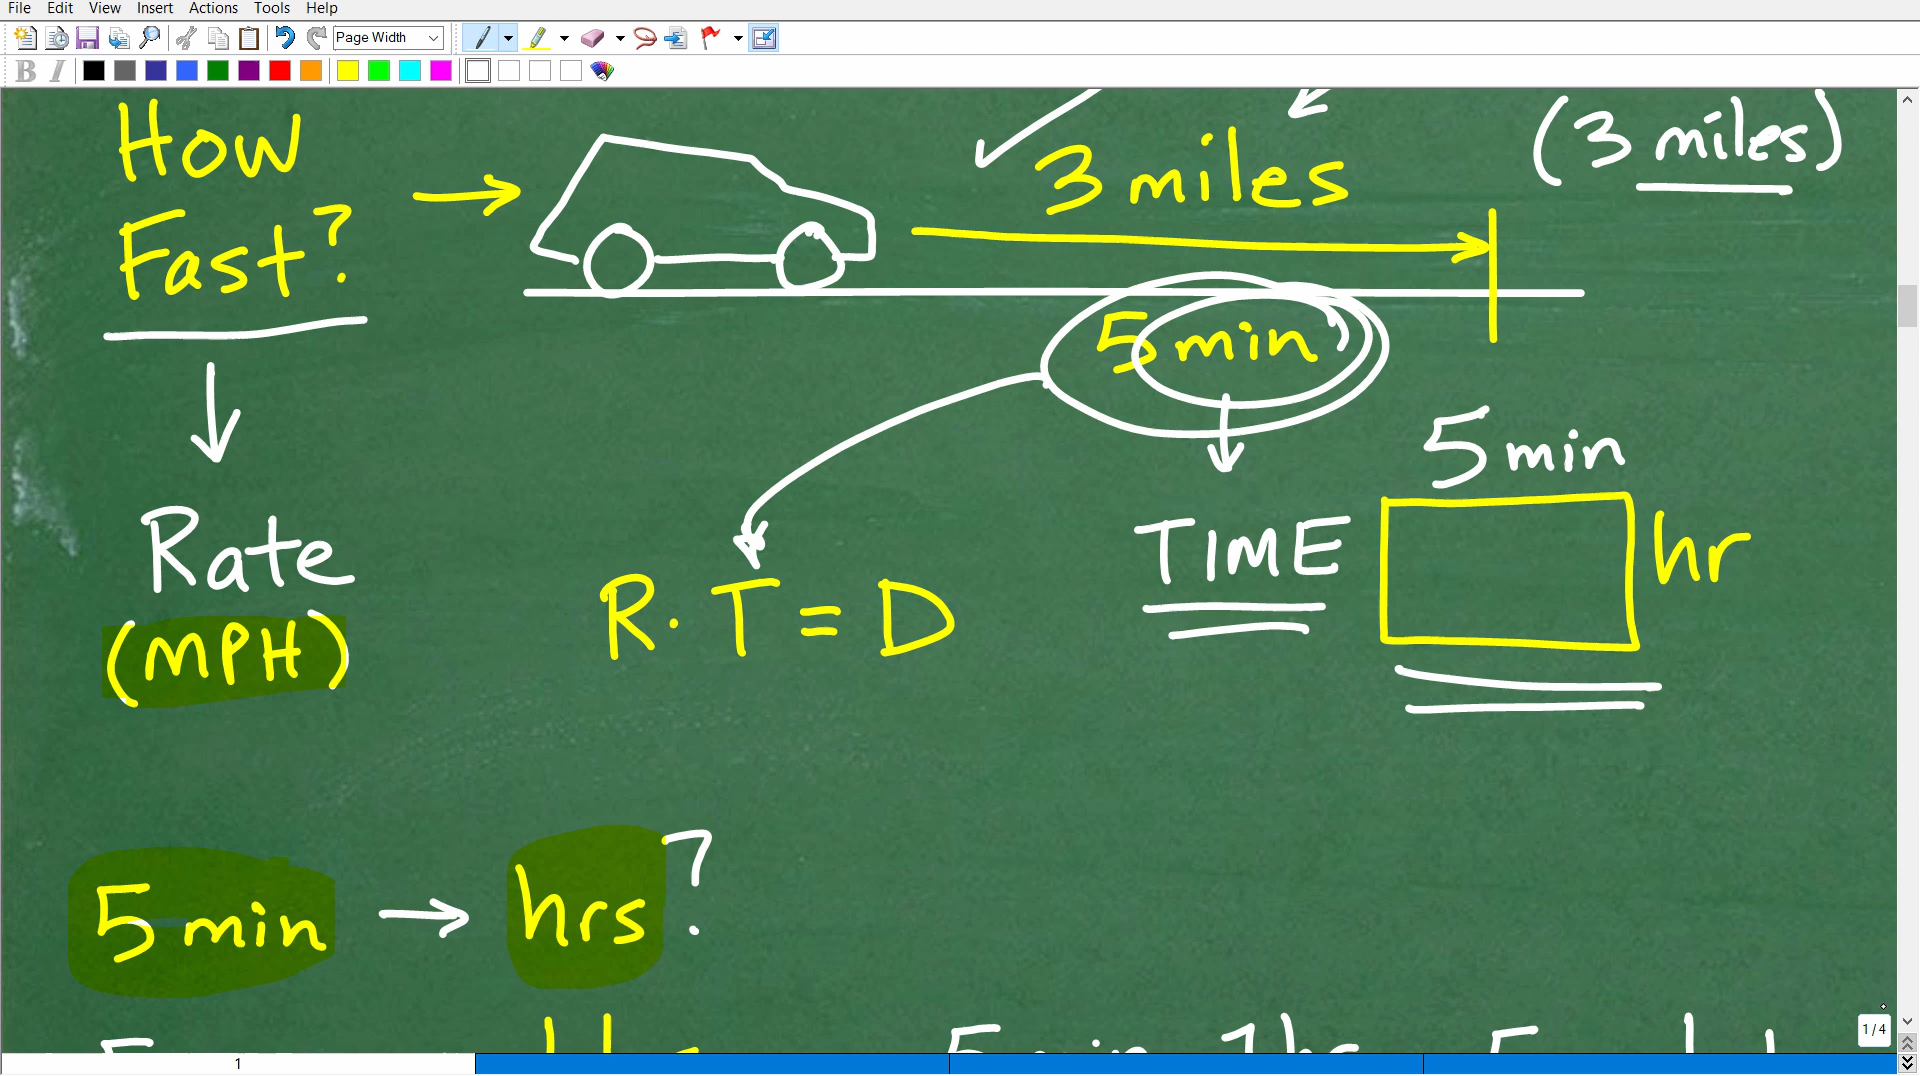 File Edit View Insert Actions Tools Help
Page Width
B I
How
Fast?
3 miles
(3 miles)
5 min
5 min
Rate
(MPH)
R · T = D
TIME
hr
5 min → hrs?
1/4
1